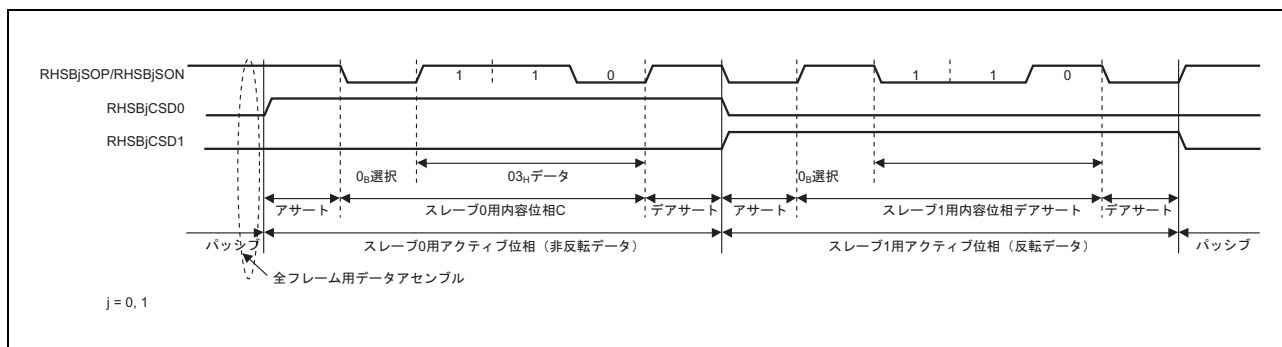 RHSBjSOP/RHSBjSON
1 1 0 1 1 0
RHSBjCSD0
RHSBjCSD1
0B選択 03Hデータ 0B選択
アサート スレーブ0用内容位相C デアサート アサート スレーブ1用内容位相デアサート デアサート
パッシブ スレーブ0用アクティブ位相（非反転データ） スレーブ1用アクティブ位相（反転データ） パッシブ
全フレーム用データアセンブル
j = 0, 1